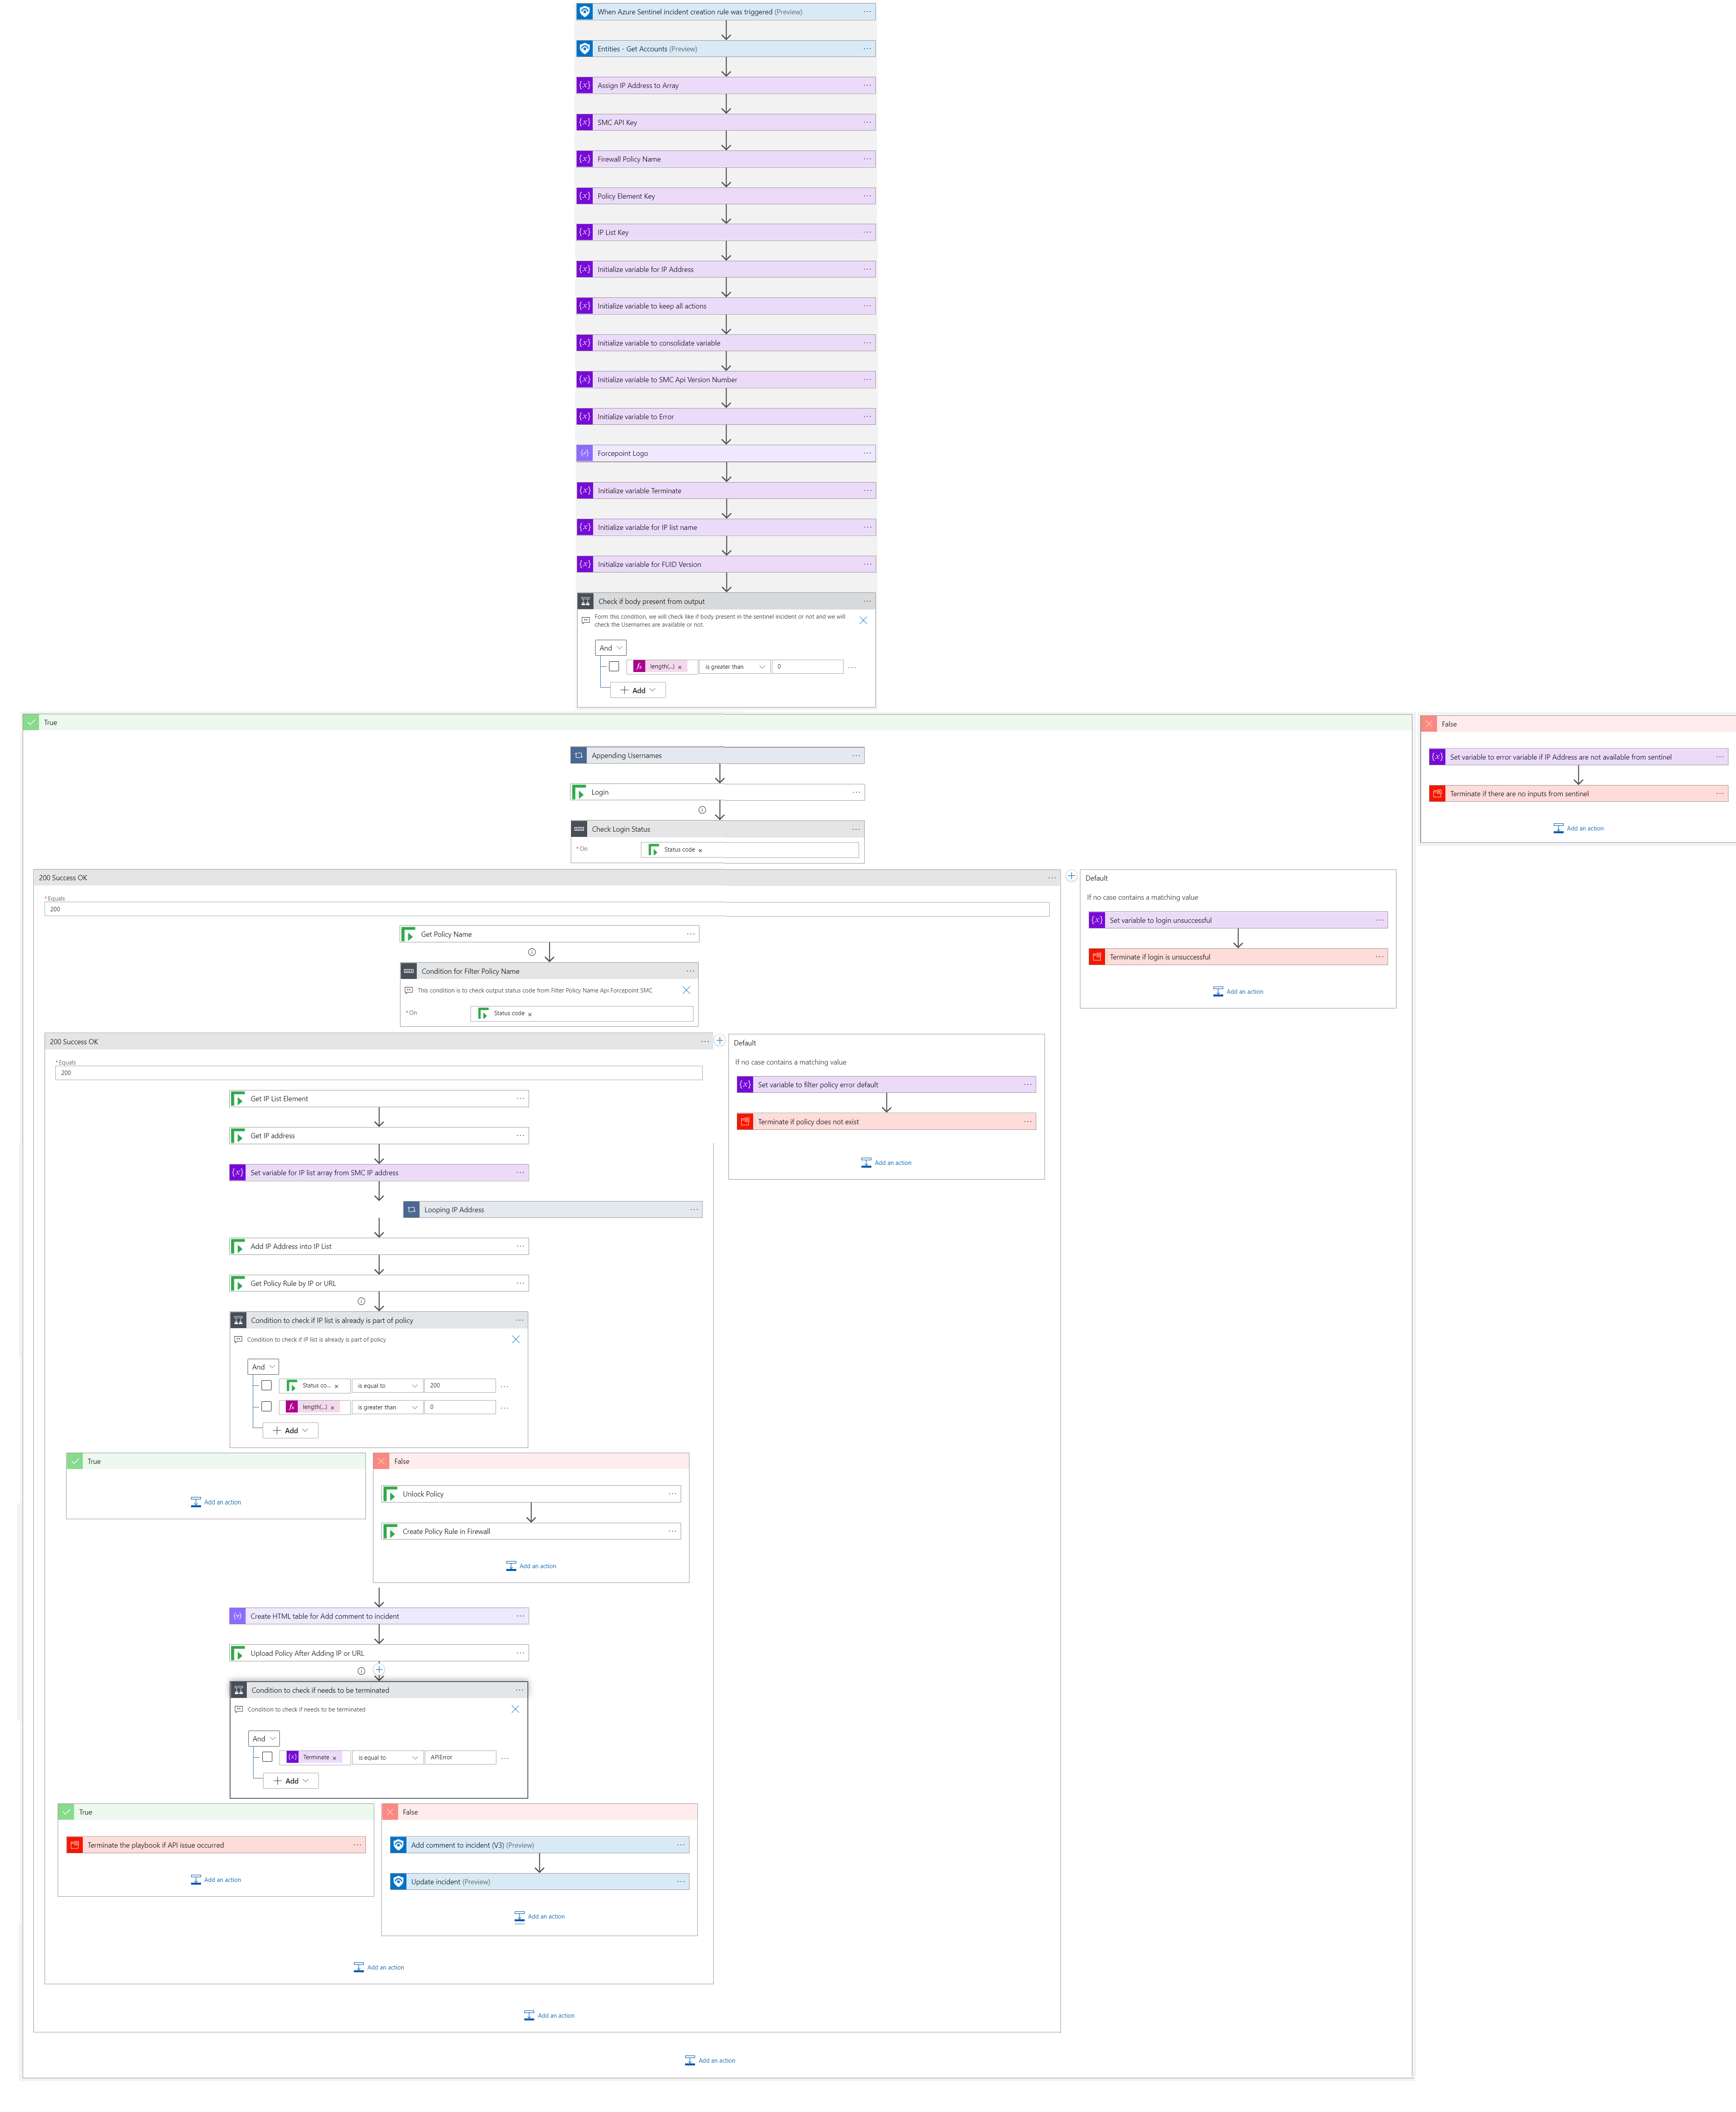 When Azure Sentinel incident creation rule was triggered (Preview)
Entities - Get Accounts (Preview)
Assign IP Address to Array
SMC API Key
Firewall Policy Name
Policy Element Key
IP List Key
Initialize variable for IP Address
Initialize variable to keep all actions
Initialize variable to consolidate variable
Initialize variable to SMC Api Version Number
Initialize variable to Error
Forcepoint Logo
Initialize variable Terminate
Initialize variable for IP list name
Initialize variable for FUID Version
Check if body present from output
Form this condition, we will check like if body present in the sentinel incident or not and we will
check the Usernames are available or not.
And
length(...) × is greater than 0
Add
True
Appending Usernames
Login
Check Login Status
*On Status code ×
False
Set variable to error variable if IP Address are not available from sentinel
Terminate if there are no inputs from sentinel
Add an action
200 Success OK
*Equals
200
Get Policy Name
Condition for Filter Policy Name
This condition is to check output status code from Filter Policy Name Api Forcepoint SMC
*On Status code ×
Default
If no case contains a matching value
Set variable to login unsuccessful
Terminate if login is unsuccessful
Add an action
200 Success OK
*Equals
200
Get IP List Element
Get IP address
Set variable for IP list array from SMC IP address
Looping IP Address
Add IP Address into IP List
Get Policy Rule by IP or URL
Default
If no case contains a matching value
Set variable to filter policy error default
Terminate if policy does not exist
Add an action
Condition to check if IP list is already is part of policy
Condition to check if IP list is already is part of policy
And
Status co... × is equal to 200
length(...) × is greater than 0
Add
True
Add an action
False
Unlock Policy
Create Policy Rule in Firewall
Add an action
Create HTML table for Add comment to incident
Upload Policy After Adding IP or URL
Condition to check if needs to be terminated
Condition to check if needs to be terminated
And
Terminate × is equal to APIError
Add
True
Terminate the playbook if API issue occurred
Add an action
False
Add comment to incident (V3) (Preview)
Update incident (Preview)
Add an action
Add an action
Add an action
Add an action